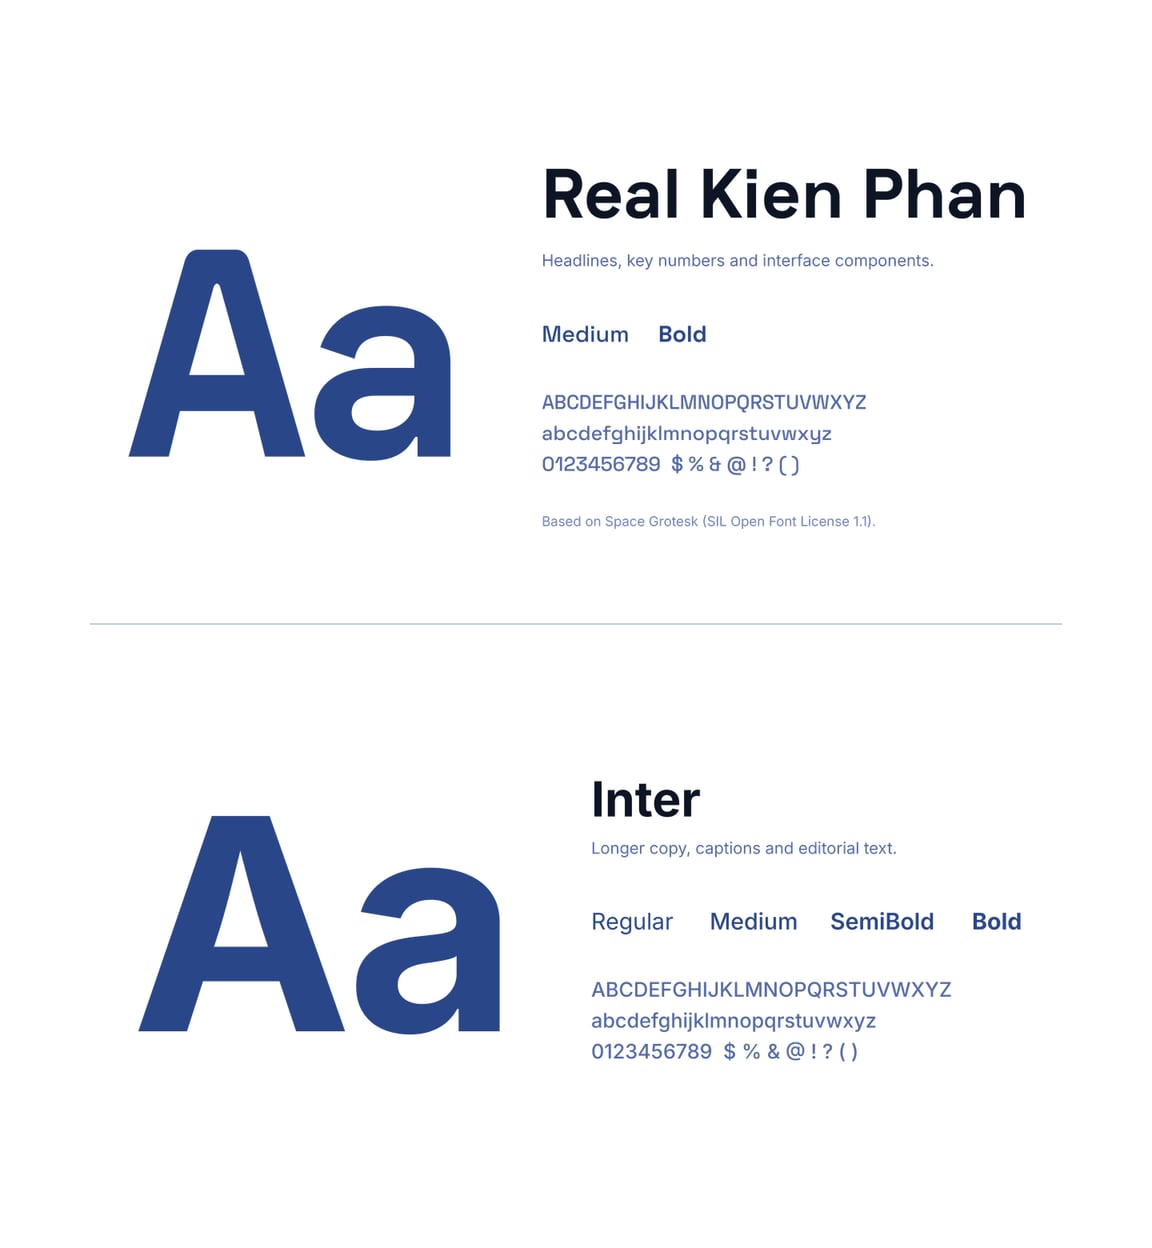 Aa
Real Kien Phan
Headlines, key numbers and interface components.
Medium Bold
ABCDEFGHIJKLMNOPQRSTUVWXYZ
abcdefghijklmnopqrstuvwxyz
0123456789 $ % & @ ! ? ( )
Based on Space Grotesk (SIL Open Font License 1.1).
Aa
Inter
Longer copy, captions and editorial text.
Regular Medium SemiBold Bold
ABCDEFGHIJKLMNOPQRSTUVWXYZ
abcdefghijklmnopqrstuvwxyz
0123456789 $ % & @ ! ? ( )